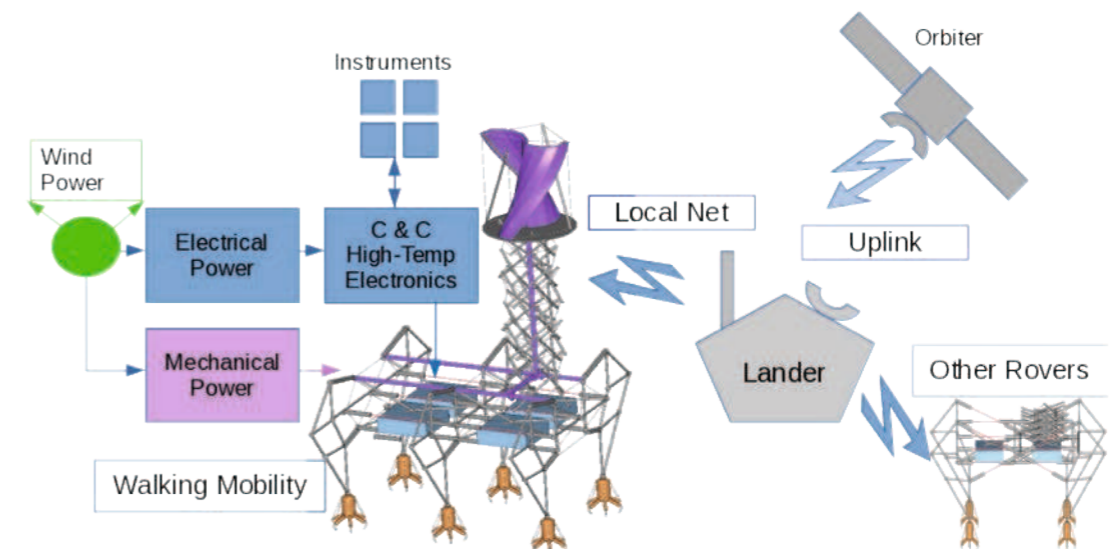 Orbiter
Instruments
Wind
Power
Local Net
C & C
High-Temp
Electronics
Electrical
Power
Uplink
Mechanical
Power
Lander
Other Rovers
Walking Mobility